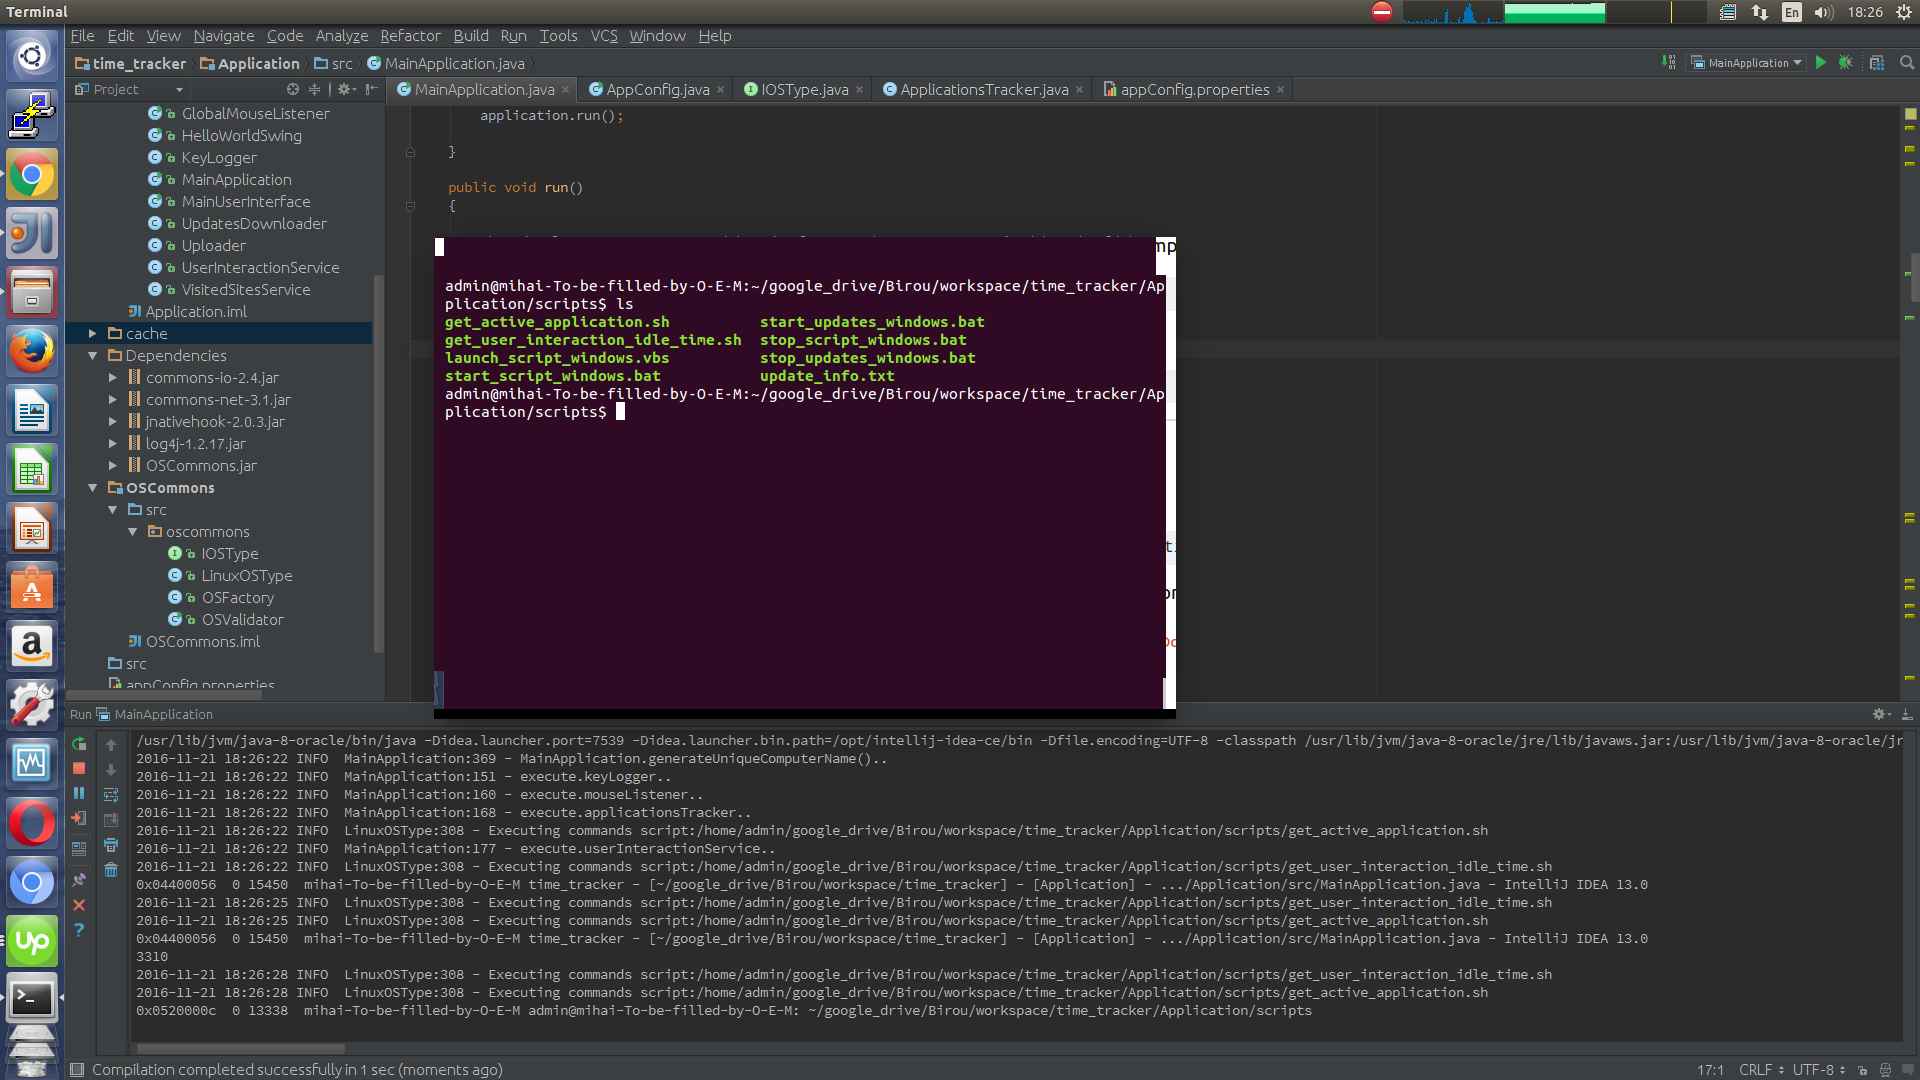 Terminal
En
18:26
File Edit View Navigate Code Analyze Refactor Build Run Tools VCS Window Help
time_tracker Application src MainApplication.java
MainApplication
Project
MainApplication.java AppConfig.java IOSType.java ApplicationsTracker.java appConfig.properties
GlobalMouseListener
HelloWorldSwing
KeyLogger
MainApplication
MainUserInterface
UpdatesDownloader
Uploader
UserInteractionService
VisitedSitesService
Application.iml
cache
Dependencies
commons-io-2.4.jar
commons-net-3.1.jar
jnativehook-2.0.3.jar
log4j-1.2.17.jar
OSCommons.jar
OSCommons
src
oscommons
IOSType
LinuxOSType
OSFactory
OSValidator
OSCommons.iml
src
appConfig.properties
application.run();
}
public void run()
{
admin@mihai-To-be-filled-by-O-E-M:~/google_drive/Birou/workspace/time_tracker/Ap
plication/scripts$ ls
get_active_application.sh start_updates_windows.bat
get_user_interaction_idle_time.sh stop_script_windows.bat
launch_script_windows.vbs stop_updates_windows.bat
start_script_windows.bat update_info.txt
admin@mihai-To-be-filled-by-O-E-M:~/google_drive/Birou/workspace/time_tracker/Ap
plication/scripts$
Run MainApplication
/usr/lib/jvm/java-8-oracle/bin/java -Didea.launcher.port=7539 -Didea.launcher.bin.path=/opt/intellij-idea-ce/bin -Dfile.encoding=UTF-8 -classpath /usr/lib/jvm/java-8-oracle/jre/lib/javaws.jar:/usr/lib/jvm/java-8-oracle/jr
2016-11-21 18:26:22 INFO MainApplication:369 - MainApplication.generateUniqueComputerName()..
2016-11-21 18:26:22 INFO MainApplication:151 - execute.keyLogger..
2016-11-21 18:26:22 INFO MainApplication:160 - execute.mouseListener..
2016-11-21 18:26:22 INFO MainApplication:168 - execute.applicationsTracker..
2016-11-21 18:26:22 INFO LinuxOSType:308 - Executing commands script:/home/admin/google_drive/Birou/workspace/time_tracker/Application/scripts/get_active_application.sh
2016-11-21 18:26:22 INFO MainApplication:177 - execute.userInteractionService..
2016-11-21 18:26:22 INFO LinuxOSType:308 - Executing commands script:/home/admin/google_drive/Birou/workspace/time_tracker/Application/scripts/get_user_interaction_idle_time.sh
0x04400056 0 15450 mihai-To-be-filled-by-O-E-M time_tracker - [~/google_drive/Birou/workspace/time_tracker] - [Application] - .../Application/src/MainApplication.java - IntelliJ IDEA 13.0
2016-11-21 18:26:25 INFO LinuxOSType:308 - Executing commands script:/home/admin/google_drive/Birou/workspace/time_tracker/Application/scripts/get_user_interaction_idle_time.sh
2016-11-21 18:26:25 INFO LinuxOSType:308 - Executing commands script:/home/admin/google_drive/Birou/workspace/time_tracker/Application/scripts/get_active_application.sh
0x04400056 0 15450 mihai-To-be-filled-by-O-E-M time_tracker - [~/google_drive/Birou/workspace/time_tracker] - [Application] - .../Application/src/MainApplication.java - IntelliJ IDEA 13.0
3310
2016-11-21 18:26:28 INFO LinuxOSType:308 - Executing commands script:/home/admin/google_drive/Birou/workspace/time_tracker/Application/scripts/get_user_interaction_idle_time.sh
2016-11-21 18:26:28 INFO LinuxOSType:308 - Executing commands script:/home/admin/google_drive/Birou/workspace/time_tracker/Application/scripts/get_active_application.sh
0x0520000c 0 13338 mihai-To-be-filled-by-O-E-M admin@mihai-To-be-filled-by-O-E-M: ~/google_drive/Birou/workspace/time_tracker/Application/scripts
Compilation completed successfully in 1 sec (moments ago)
17:1 CRLF UTF-8